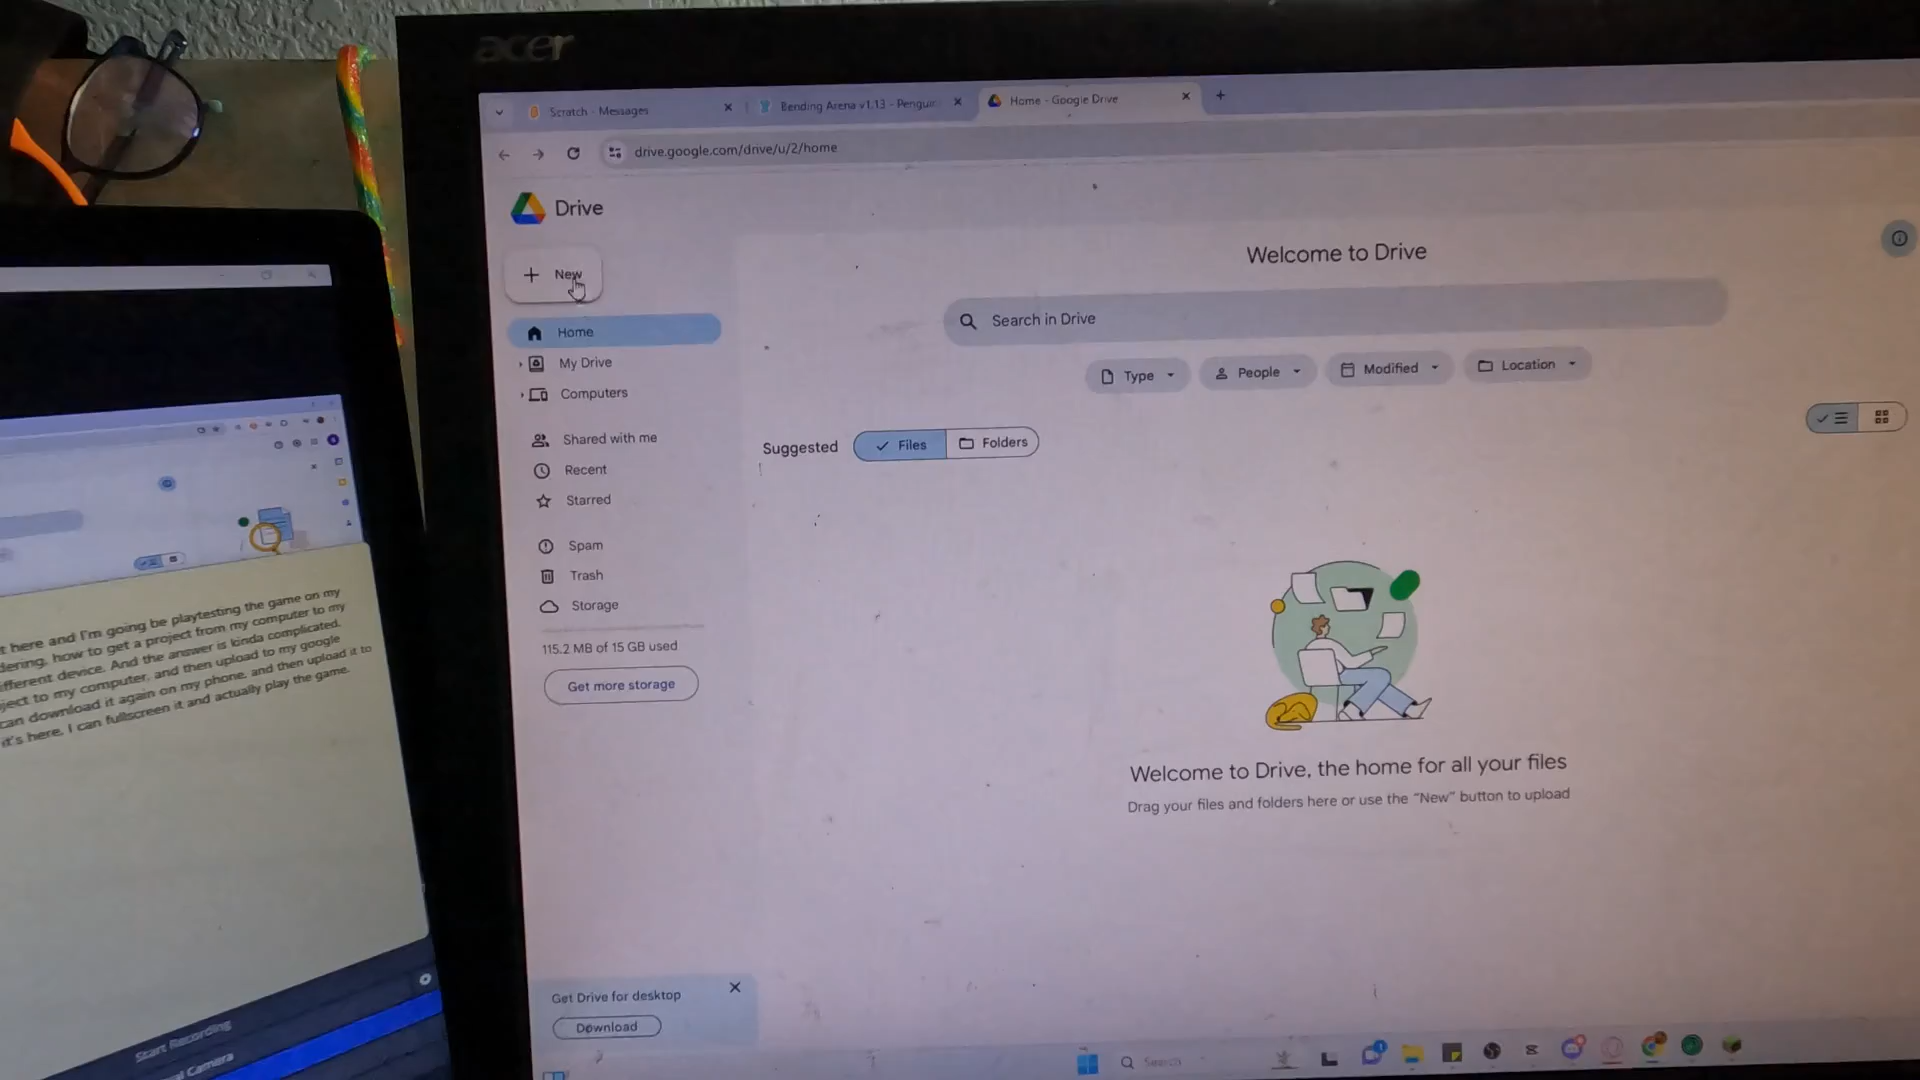 acer
Scratch - Messages
Bending Arena v1.13 - Penguin
Home - Google Drive
drive.google.com/drive/u/2/home
Drive
New
Home
My Drive
Computers
Shared with me
Recent
Starred
Spam
Trash
Storage
115.2 MB of 15 GB used
Get more storage
Welcome to Drive
Search in Drive
Type
People
Modified
Location
Suggested
Files
Folders
Welcome to Drive, the home for all your files
Drag your files and folders here or use the "New" button to upload
Get Drive for desktop
Download
Search
t here and I'm going be playtesting the game on my
dering, how to get a project from my computer to my
ifferent device. And the answer is kinda complicated.
ject to my computer, and then upload to my google
can download it again on my phone, and then upload it to
it's here, I can fullscreen it and actually play the game.
Start Recording
al Camera